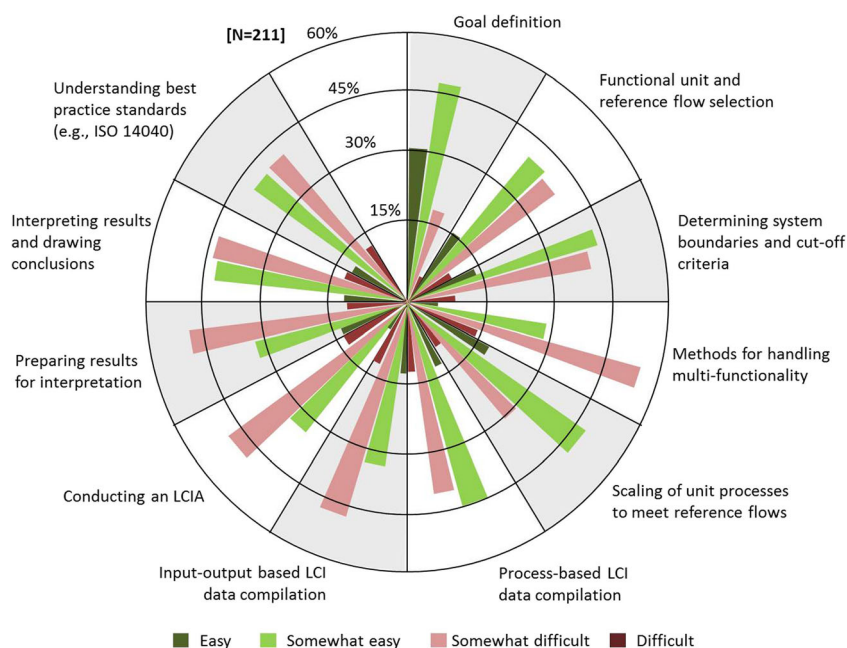 [N=211]
60%
45%
30%
15%
Goal definition
Functional unit and
reference flow selection
Determining system
boundaries and cut-off
criteria
Methods for handling
multi-functionality
Scaling of unit processes
to meet reference flows
Process-based LCI
data compilation
Input-output based LCI
data compilation
Conducting an LCIA
Preparing results
for interpretation
Interpreting results
and drawing
conclusions
Understanding best
practice standards
(e.g., ISO 14040)
Easy
Somewhat easy
Somewhat difficult
Difficult